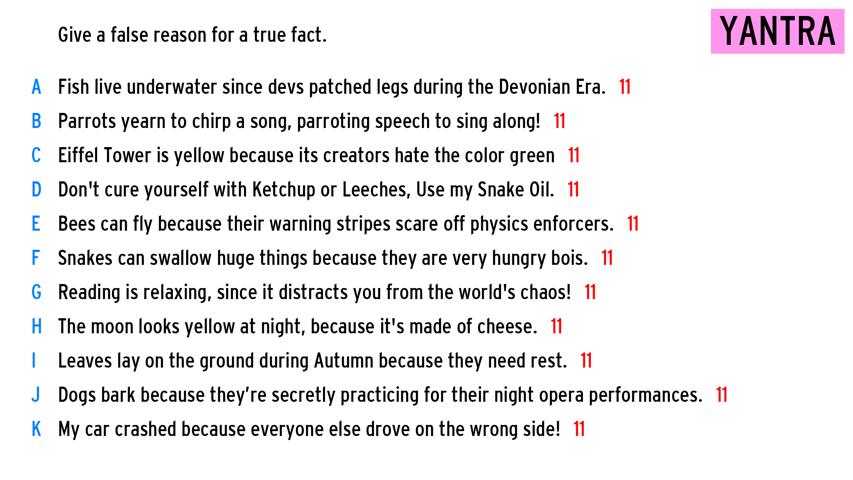 Give a false reason for a true fact.
YANTRA
A Fish live underwater since devs patched legs during the Devonian Era. 11
B Parrots yearn to chirp a song, parroting speech to sing along! 11
C Eiffel Tower is yellow because its creators hate the color green 11
D Don't cure yourself with Ketchup or Leeches, Use my Snake Oil. 11
E Bees can fly because their warning stripes scare off physics enforcers. 11
F Snakes can swallow huge things because they are very hungry bois. 11
G Reading is relaxing, since it distracts you from the world's chaos! 11
H The moon looks yellow at night, because it's made of cheese. 11
I Leaves lay on the ground during Autumn because they need rest. 11
J Dogs bark because they’re secretly practicing for their night opera performances. 11
K My car crashed because everyone else drove on the wrong side! 11